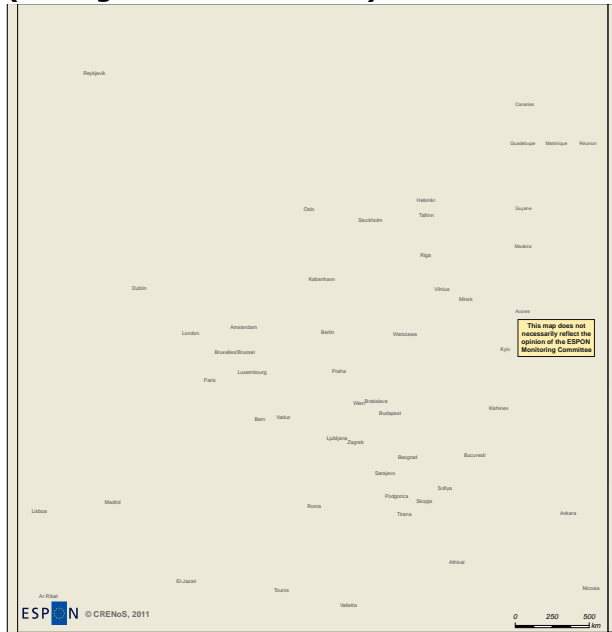 Reykjavik
Canarias
Guadeloupe Martinique Réunion
Helsinki
Oslo
Guyane
Tallinn
Stockholm
Madeira
Riga
København
Dublin
Vilnius
Minsk
Acores
This map does not
necessarily reflect the
opinion of the ESPON
Monitoring Committee
Amsterdam
London
Berlin
Warszawa
Kyiv
Bruxelles/Brussel
Luxembourg
Praha
Paris
Wien
Bratislava
Kishinev
Budapest
Bern
Vaduz
Ljubljana
Zagreb
Beograd
Bucuresti
Sarajevo
Sofiya
Podgorica
Skopje
Madrid
Roma
Lisboa
Tirana
Ankara
Athinai
El-Jazair
Tounis
Nicosia
Ar Ribat
Valletta
ESPON © CRENoS, 2011
0 250 500
km